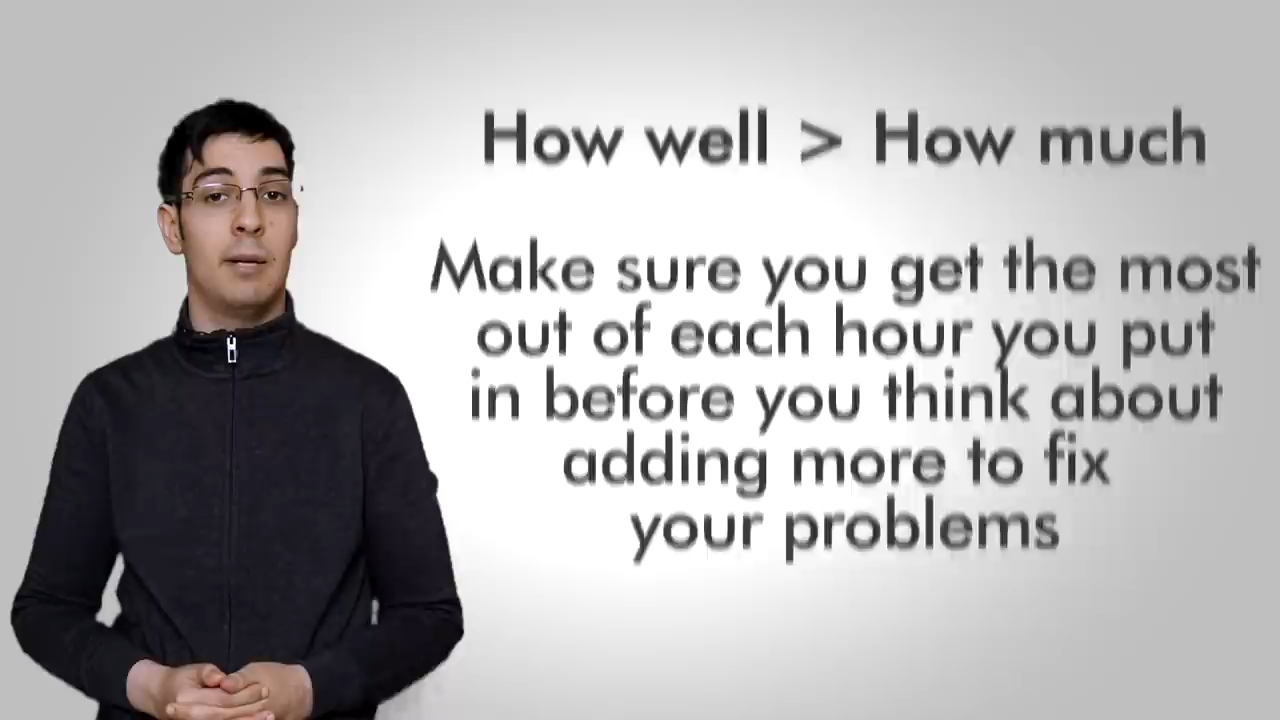 How well > How much
Make sure you get the most
out of each hour you put
in before you think about
adding more to fix
your problems